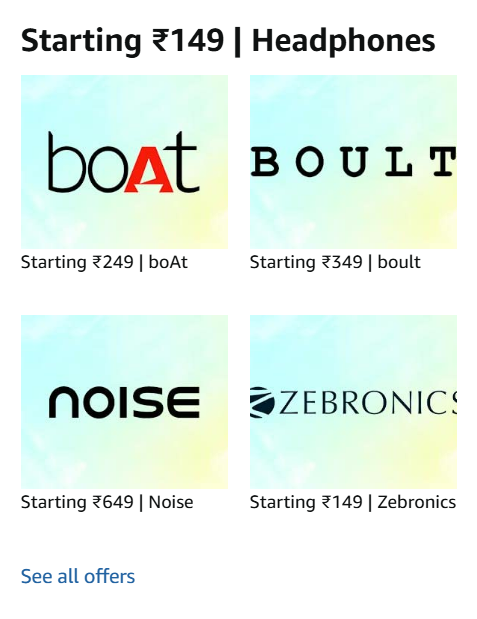 Starting ₹149 | Headphones
boAt
BOULT
Starting ₹249 | boAt
Starting ₹349 | boult
NOISE
ZEBRONICS
Starting ₹649 | Noise
Starting ₹149 | Zebronics
See all offers